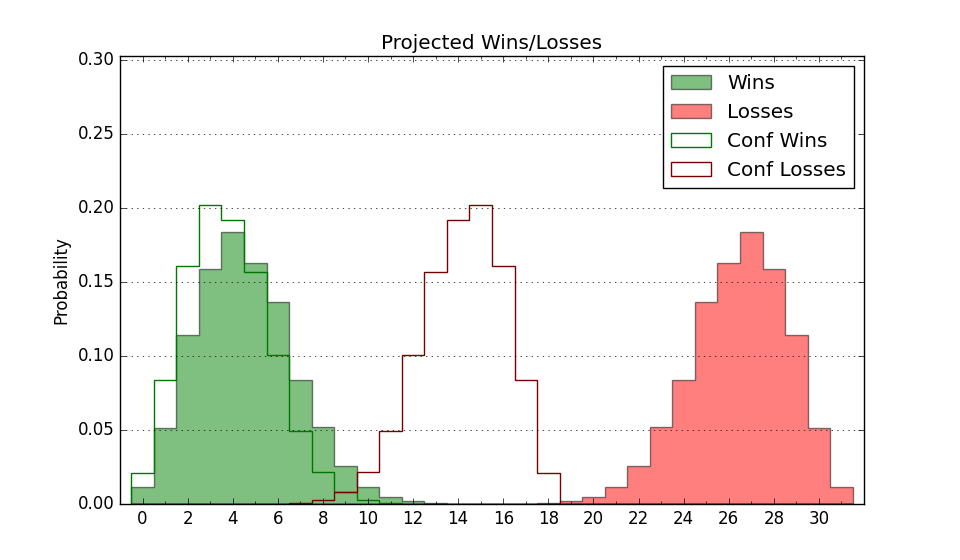 Projected Wins/Losses
0.30
0.25
0.20
0.15
0.10
0.05
0.00
Probability
Wins
Losses
Conf Wins
Conf Losses
0 2 4 6 8 10 12 14 16 18 20 22 24 26 28 30